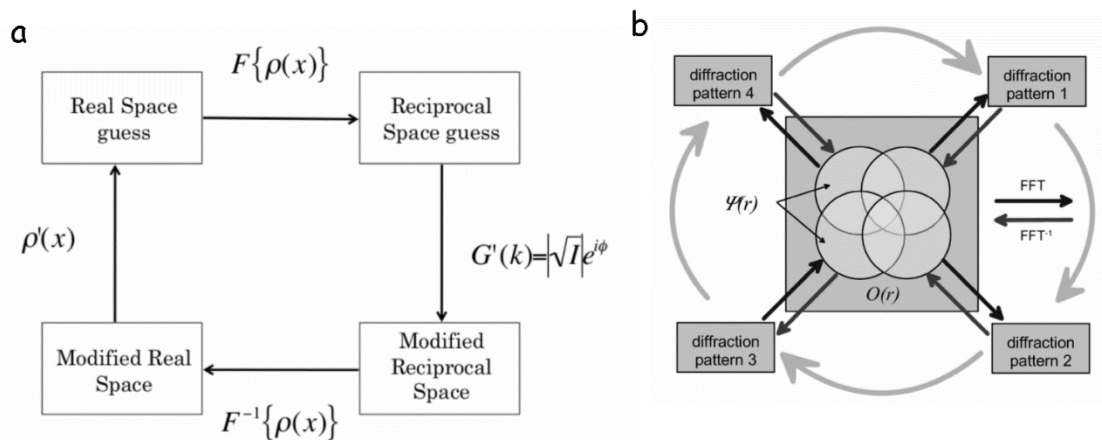 a
F{ρ(x)}
Real Space
guess
Reciprocal
Space guess
ρ'(x)
G'(k)=|√I|e^{iϕ}
Modified Real
Space
Modified
Reciprocal
Space
F⁻¹{ρ(x)}
b
diffraction
pattern 4
diffraction
pattern 1
Ψ(r)
FFT
FFT⁻¹
O(r)
diffraction
pattern 3
diffraction
pattern 2